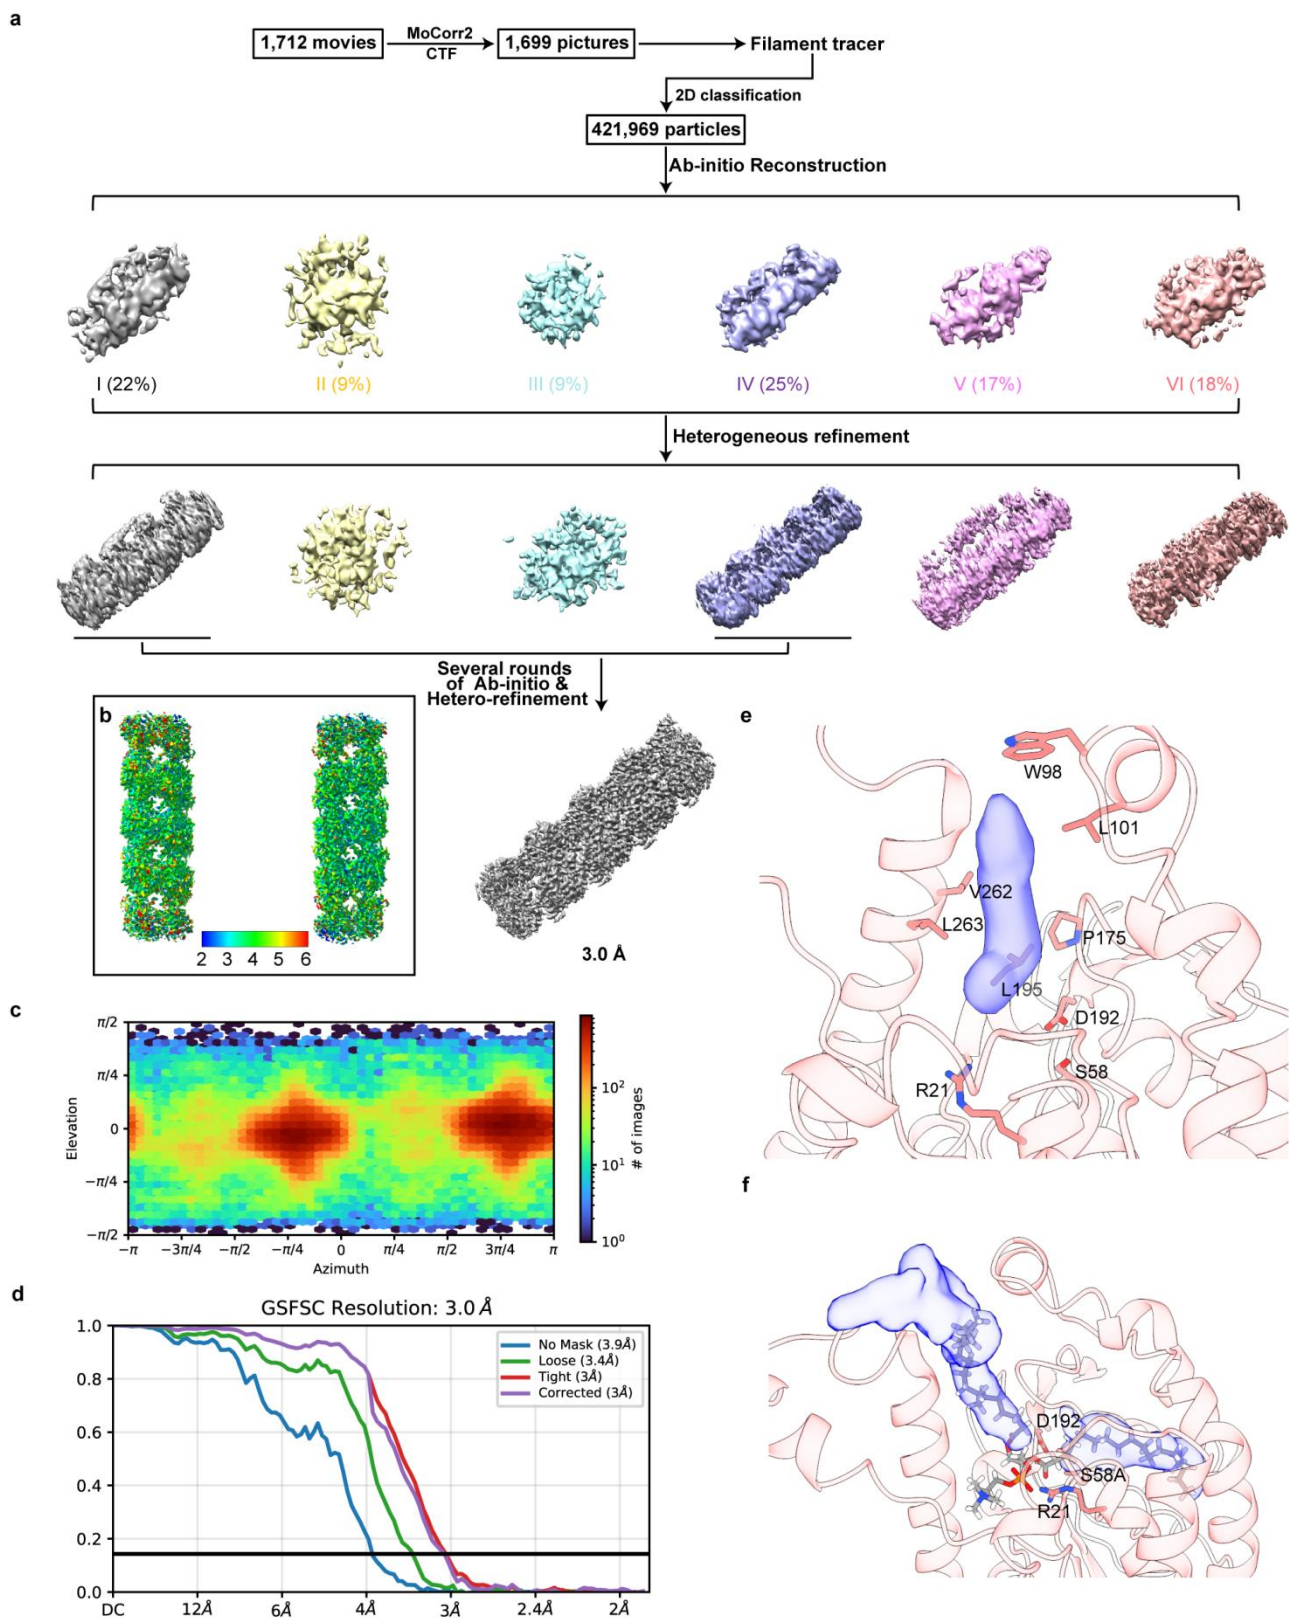 a
1,712 movies
MoCorr2
CTF
1,699 pictures
Filament tracer
2D classification
421,969 particles
Ab-initio Reconstruction
I (22%)
II (9%)
III (9%)
IV (25%)
V (17%)
VI (18%)
Heterogeneous refinement
Several rounds
of Ab-initio &
Hetero-refinement
3.0 Å
b
2 3 4 5 6
c
π/2
π/4
0
−π/4
−π/2
Elevation
−π −3π/4 −π/2 −π/4 0 π/4 π/2 3π/4 π
Azimuth
10²
10¹
10⁰
# of images
d
GSFSC Resolution: 3.0 Å
1.0
0.8
0.6
0.4
0.2
0.0
No Mask (3.9Å)
Loose (3.4Å)
Tight (3Å)
Corrected (3Å)
DC 12Å 6Å 4Å 3Å 2.4Å 2Å
e
W98
L101
V262
L263
P175
L195
D192
S58
R21
f
D192
S58A
R21